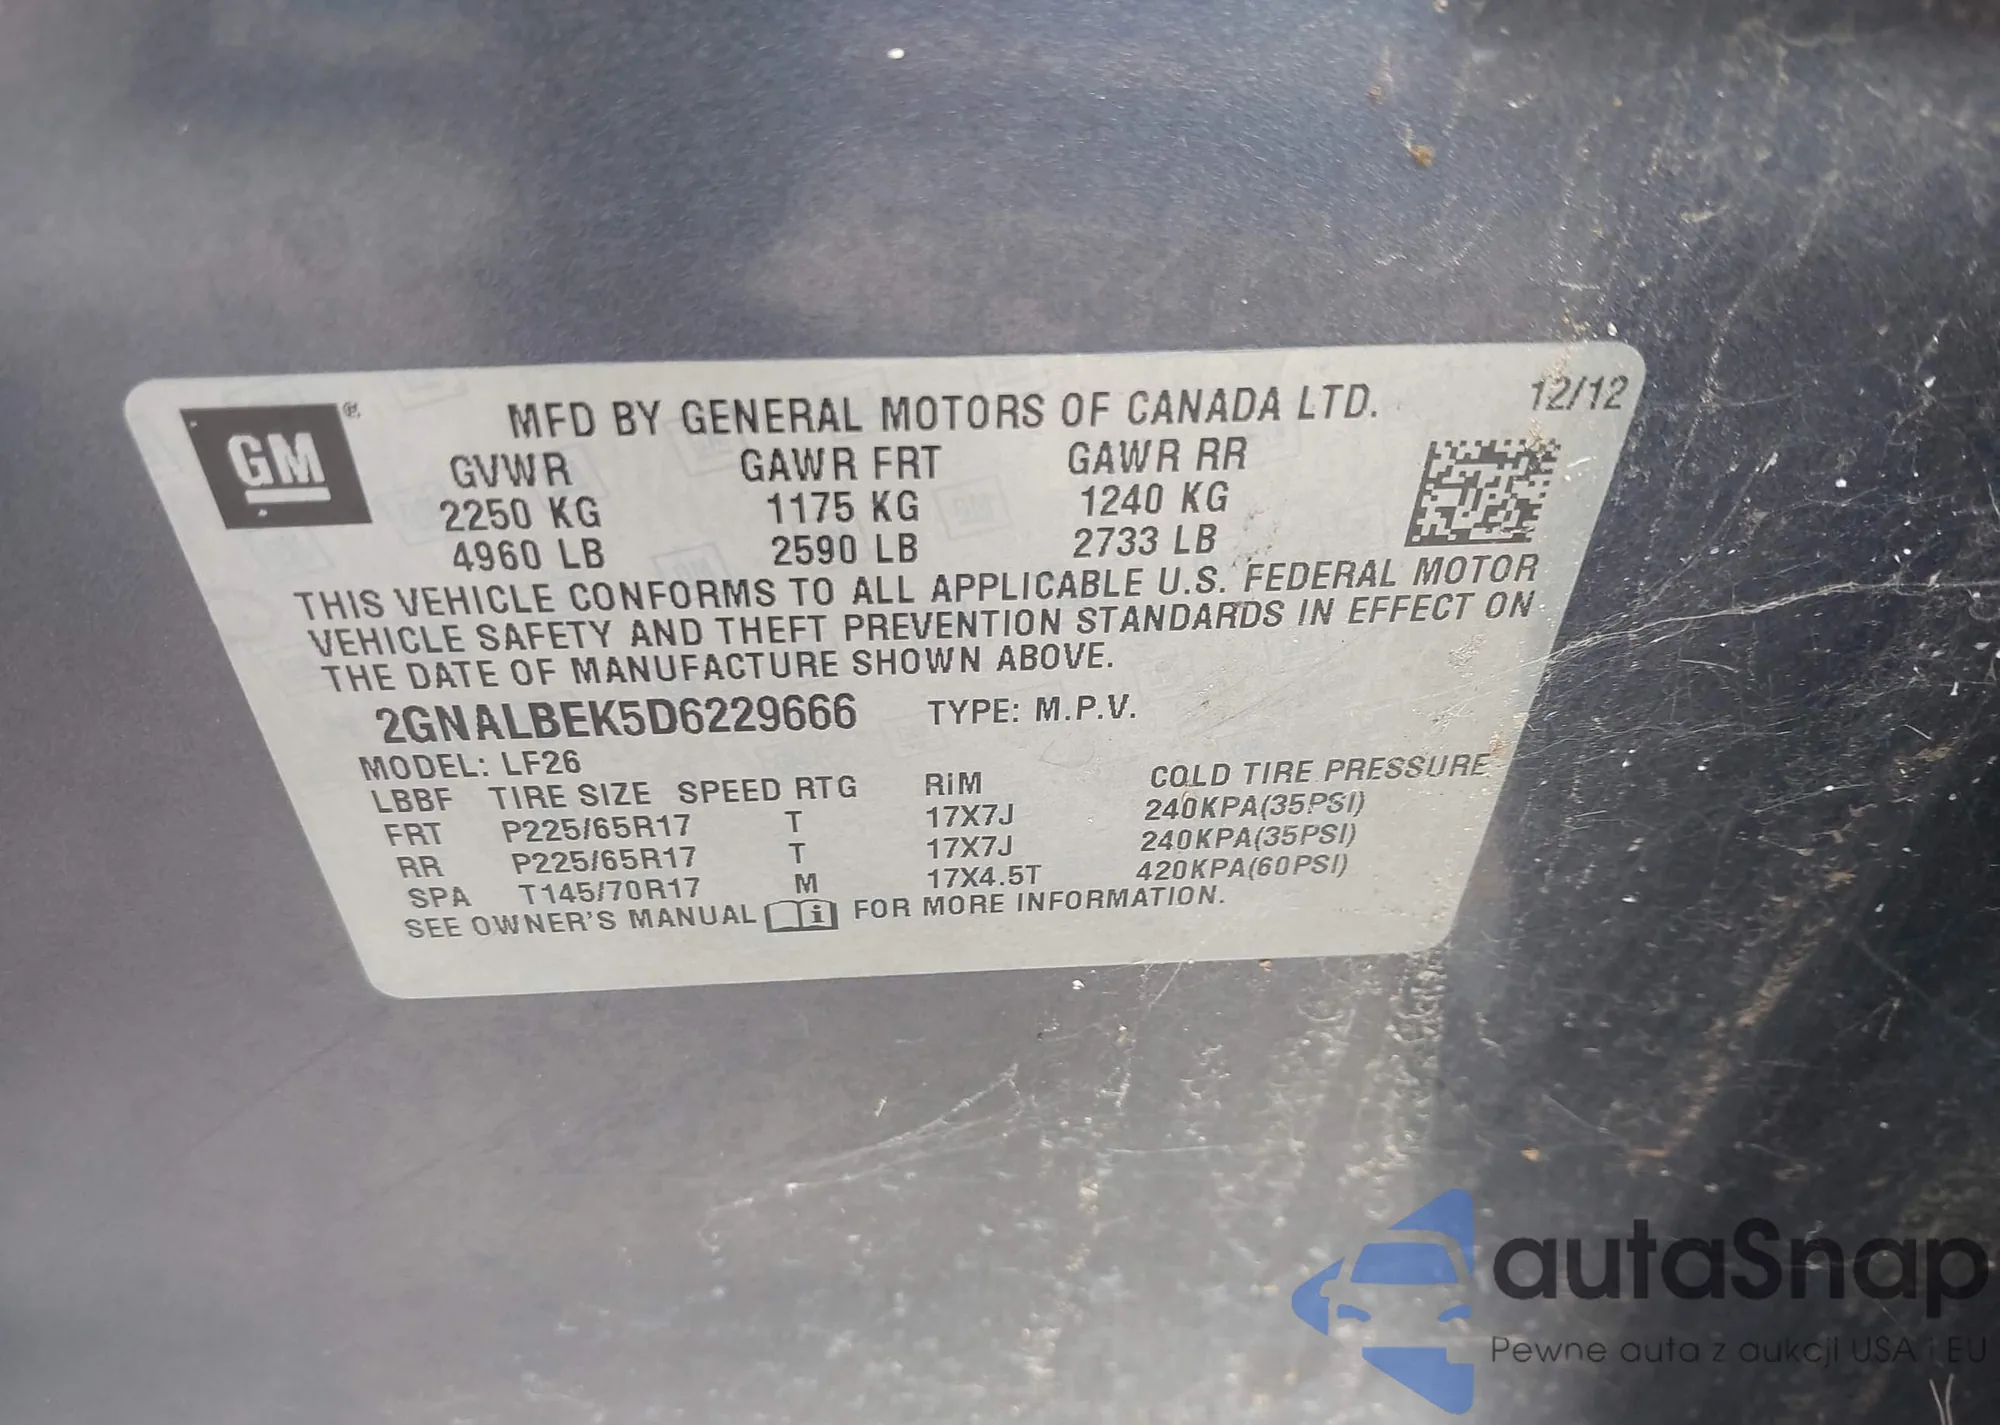 GM ® MFD BY GENERAL MOTORS OF CANADA LTD. 12/12
GVWR GAWR FRT GAWR RR
2250 KG 1175 KG 1240 KG
4960 LB 2590 LB 2733 LB
THIS VEHICLE CONFORMS TO ALL APPLICABLE U.S. FEDERAL MOTOR
VEHICLE SAFETY AND THEFT PREVENTION STANDARDS IN EFFECT ON
THE DATE OF MANUFACTURE SHOWN ABOVE.
2GNALBEK5D6229666 TYPE: M.P.V.
MODEL: LF26
LBBF TIRE SIZE SPEED RTG RIM COLD TIRE PRESSURE
FRT P225/65R17 T 17X7J 240KPA(35PSI)
RR P225/65R17 T 17X7J 240KPA(35PSI)
SPA T145/70R17 M 17X4.5T 420KPA(60PSI)
SEE OWNER'S MANUAL i FOR MORE INFORMATION.
autaSnap
Pewne auta z aukcji USA i EU